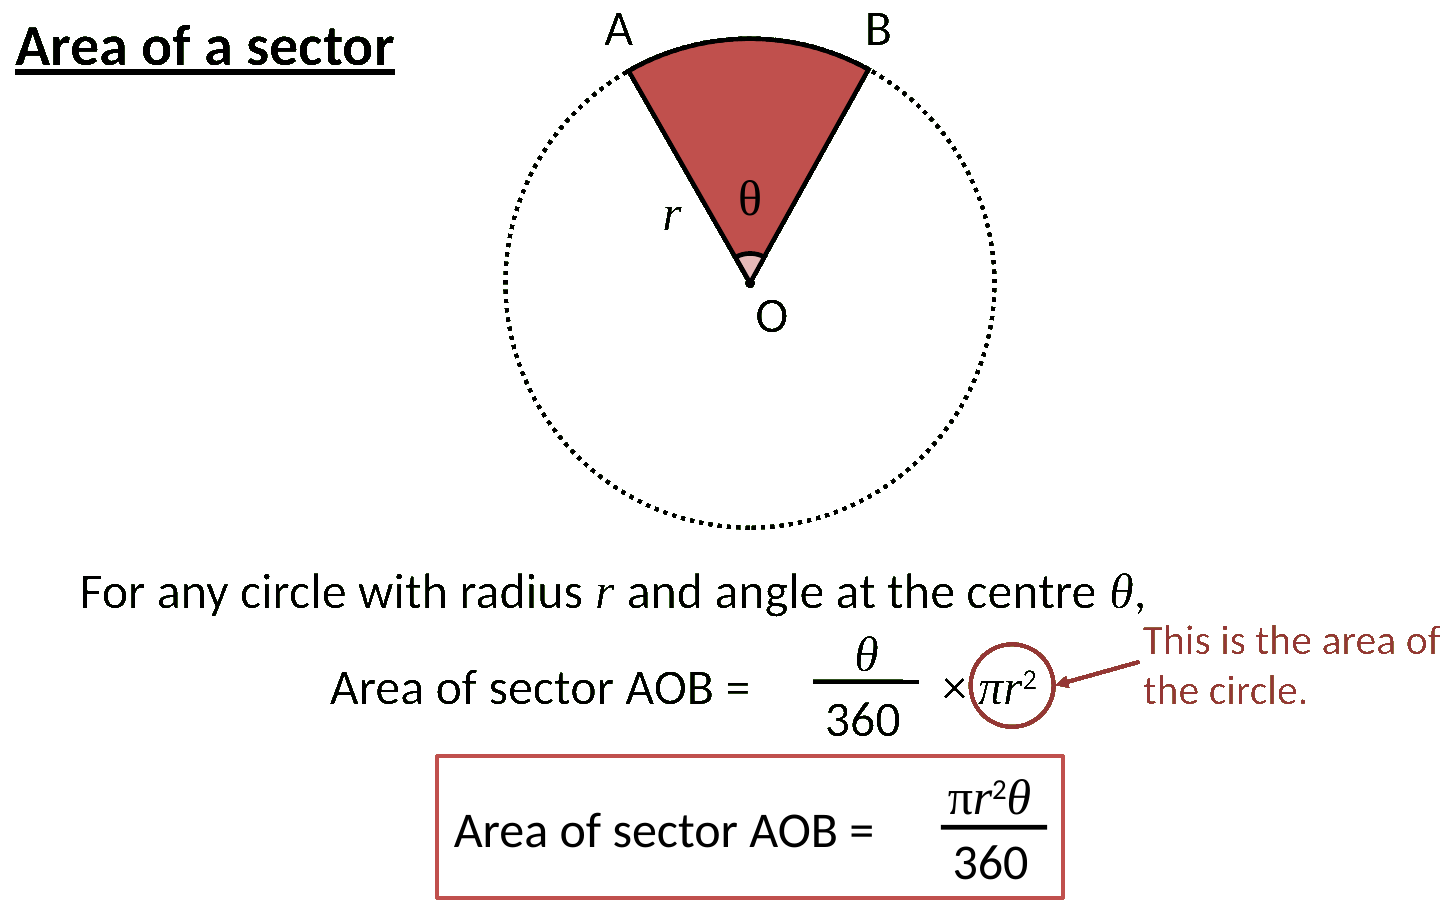 Area of a sector
A
B
θ
r
O
For any circle with radius r and angle at the centre θ,
Area of sector AOB = θ/360 × πr²
This is the area of
the circle.
Area of sector AOB = πr²θ/360